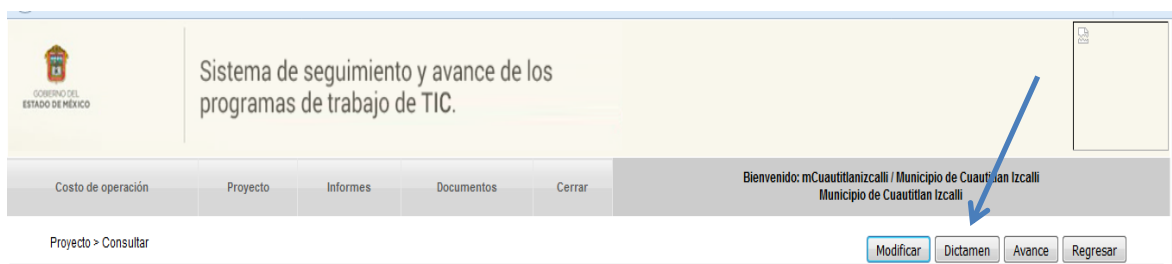 GOBIERNO DEL
ESTADO DE MÉXICO
Sistema de seguimiento y avance de los
programas de trabajo de TIC.
Costo de operación Proyecto Informes Documentos Cerrar
Bienvenido: mCuautitlanizcalli / Municipio de Cuautitlan Izcalli
Municipio de Cuautitlan Izcalli
Proyecto > Consultar
Modificar Dictamen Avance Regresar